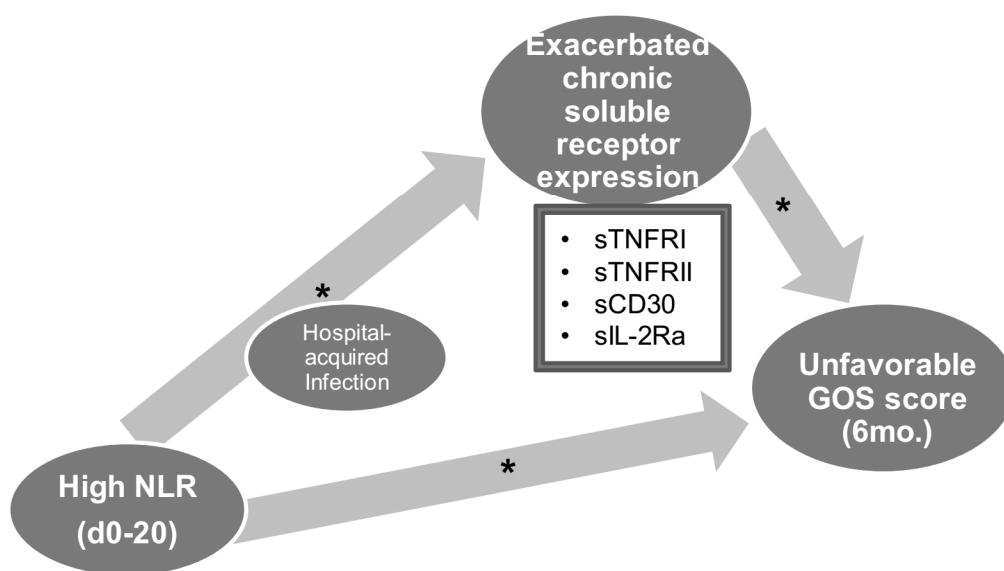 Exacerbated
chronic
soluble
receptor
expression
*
*
• sTNFRI
• sTNFRII
• sCD30
• sIL-2Ra
Hospital-
acquired
Infection
Unfavorable
GOS score
(6mo.)
*
High NLR
(d0-20)